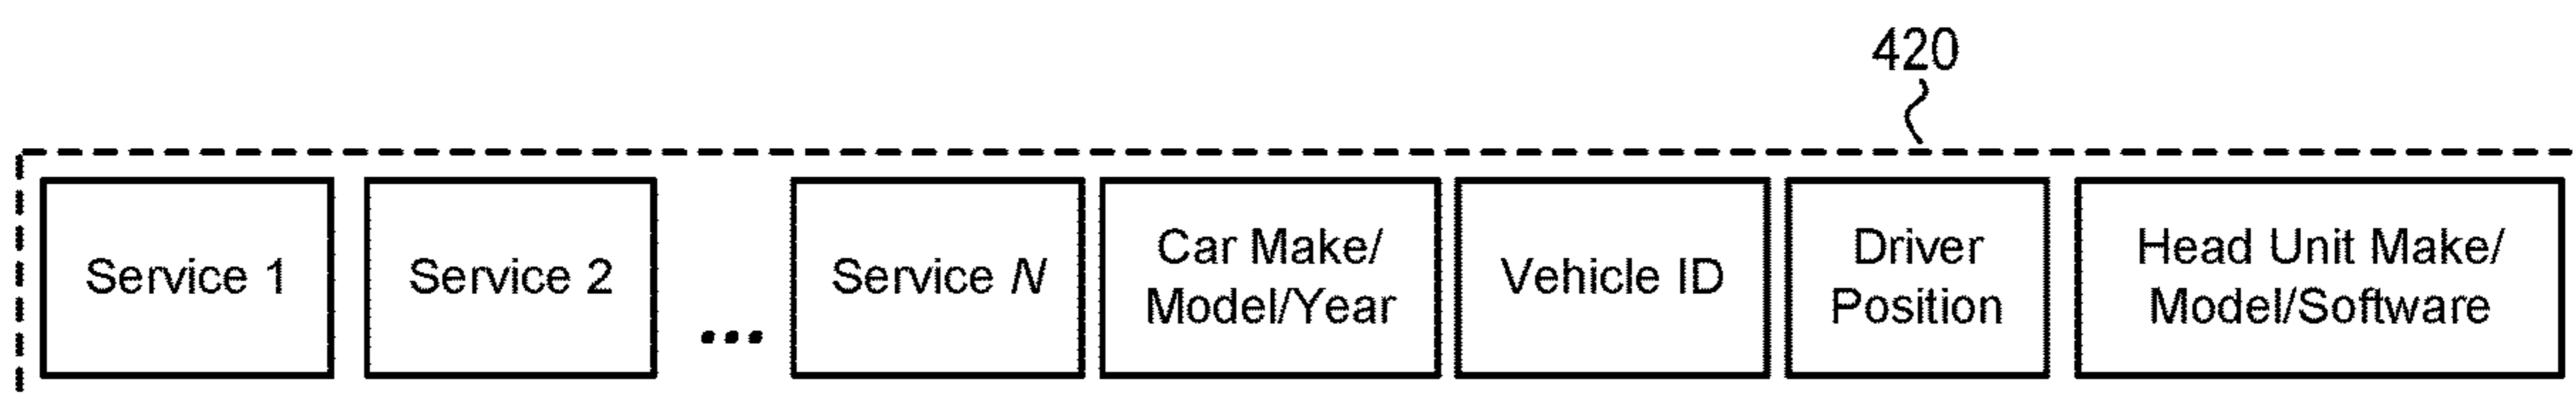 420
Service 1
Service 2
...
Service N
Car Make/
Model/Year
Vehicle ID
Driver
Position
Head Unit Make/
Model/Software